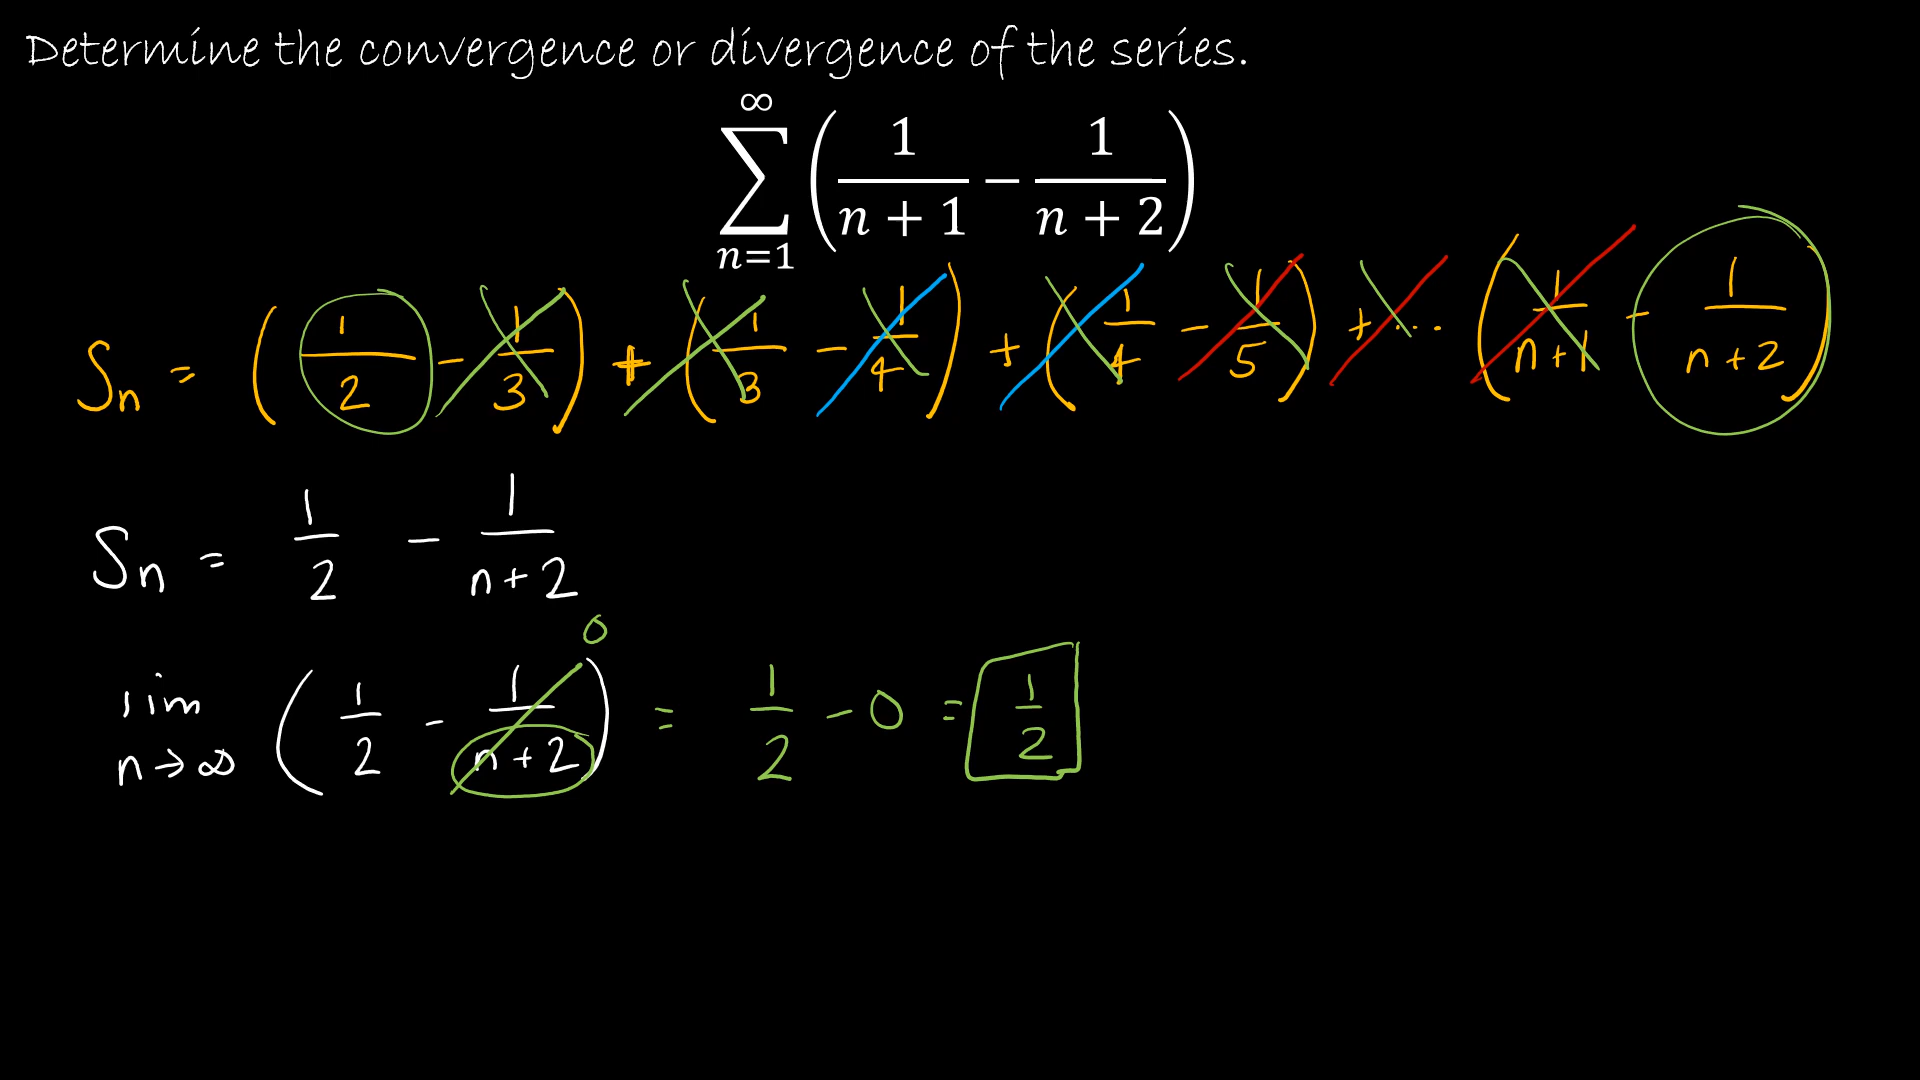 Determine the convergence or divergence of the series.
∑_{n=1}^{∞} (1/(n+1) − 1/(n+2))
Sn = (1/2 − 1/3) + (1/3 − 1/4) + (1/4 − 1/5) + ... (1/(n+1) − 1/(n+2))
Sn = 1/2 − 1/(n+2)
0
lim n→∞ (1/2 − 1/(n+2)) = 1/2 − 0 = 1/2